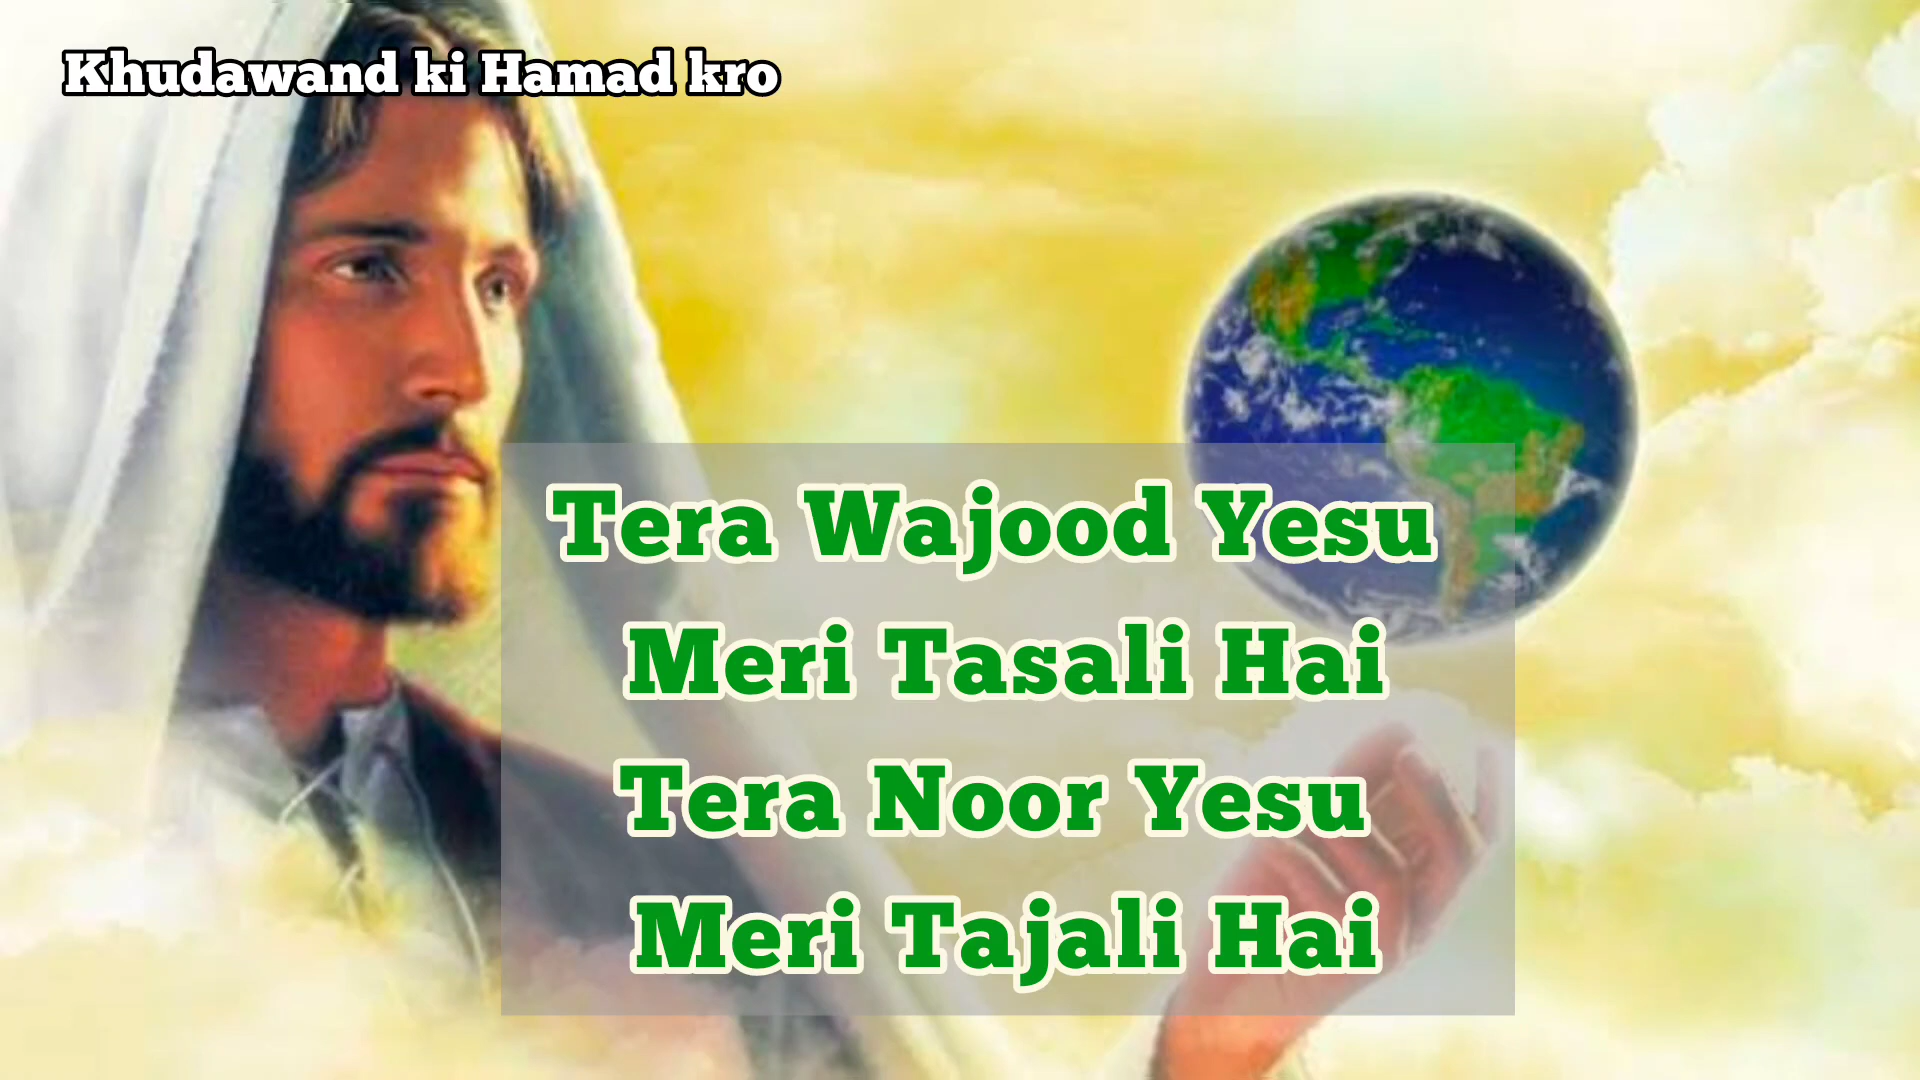 Khudawand ki Hamad kro
Tera Wajood Yesu
Meri Tasali Hai
Tera Noor Yesu
Meri Tajali Hai